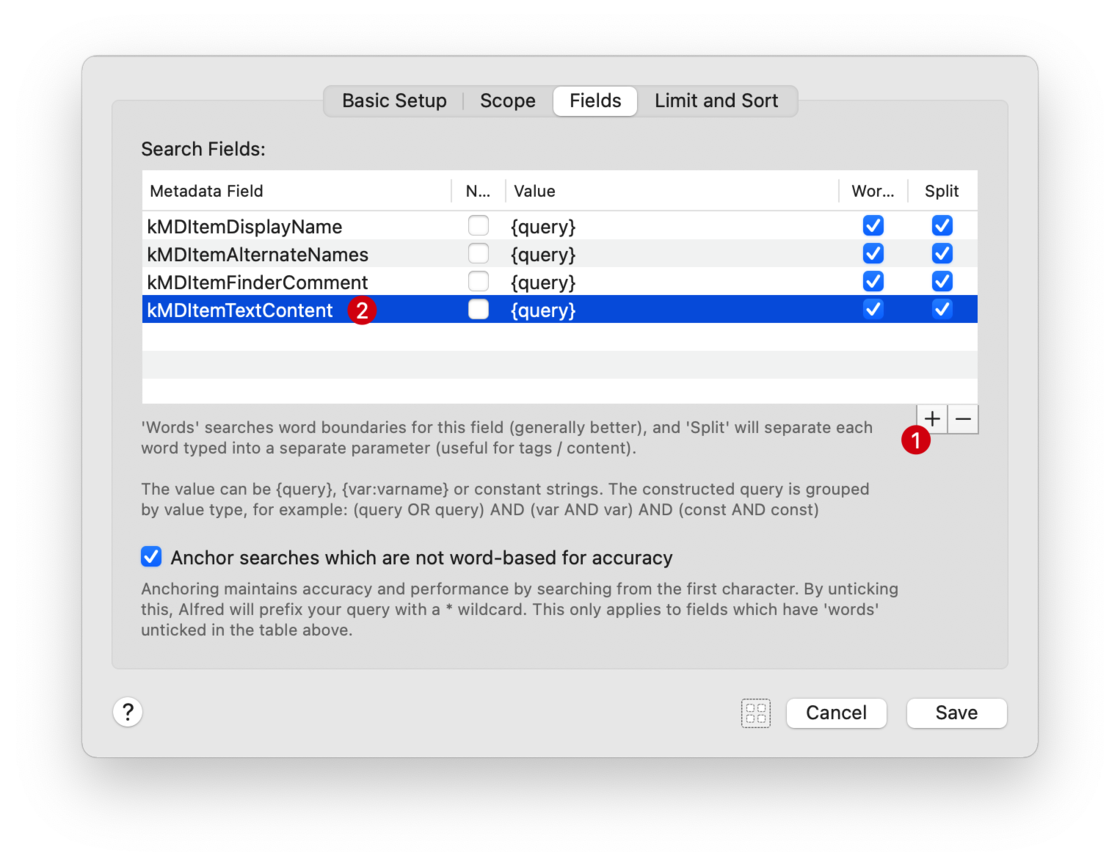 Basic Setup Scope Fields Limit and Sort
Search Fields:
Metadata Field N... Value Wor... Split
kMDItemDisplayName {query}
kMDItemAlternateNames {query}
kMDItemFinderComment {query}
kMDItemTextContent 2 {query}
+ −
'Words' searches word boundaries for this field (generally better), and 'Split' will separate each
word typed into a separate parameter (useful for tags / content).
1
The value can be {query}, {var:varname} or constant strings. The constructed query is grouped
by value type, for example: (query OR query) AND (var AND var) AND (const AND const)
Anchor searches which are not word-based for accuracy
Anchoring maintains accuracy and performance by searching from the first character. By unticking
this, Alfred will prefix your query with a * wildcard. This only applies to fields which have 'words'
unticked in the table above.
? Cancel Save